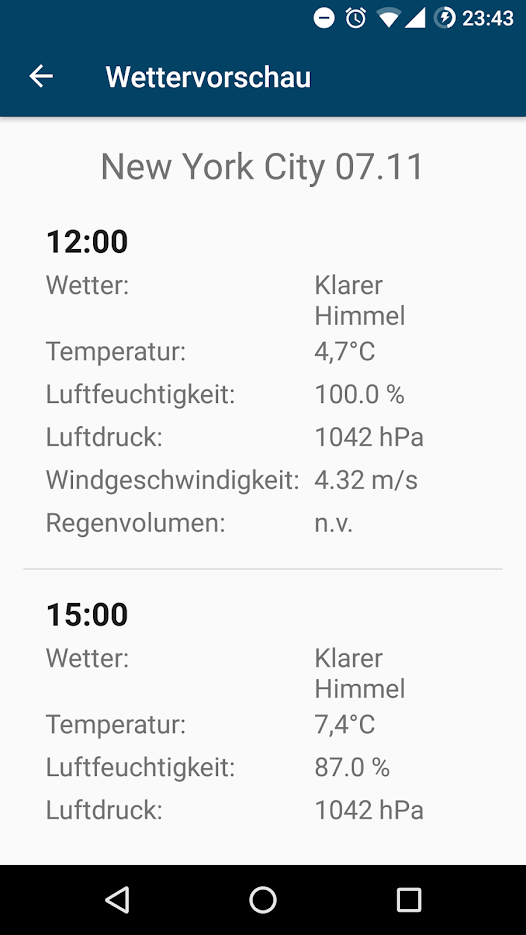 23:43
Wettervorschau
New York City 07.11
12:00
Wetter: Klarer
Himmel
Temperatur: 4,7°C
Luftfeuchtigkeit: 100.0 %
Luftdruck: 1042 hPa
Windgeschwindigkeit: 4.32 m/s
Regenvolumen: n.v.
15:00
Wetter: Klarer
Himmel
Temperatur: 7,4°C
Luftfeuchtigkeit: 87.0 %
Luftdruck: 1042 hPa